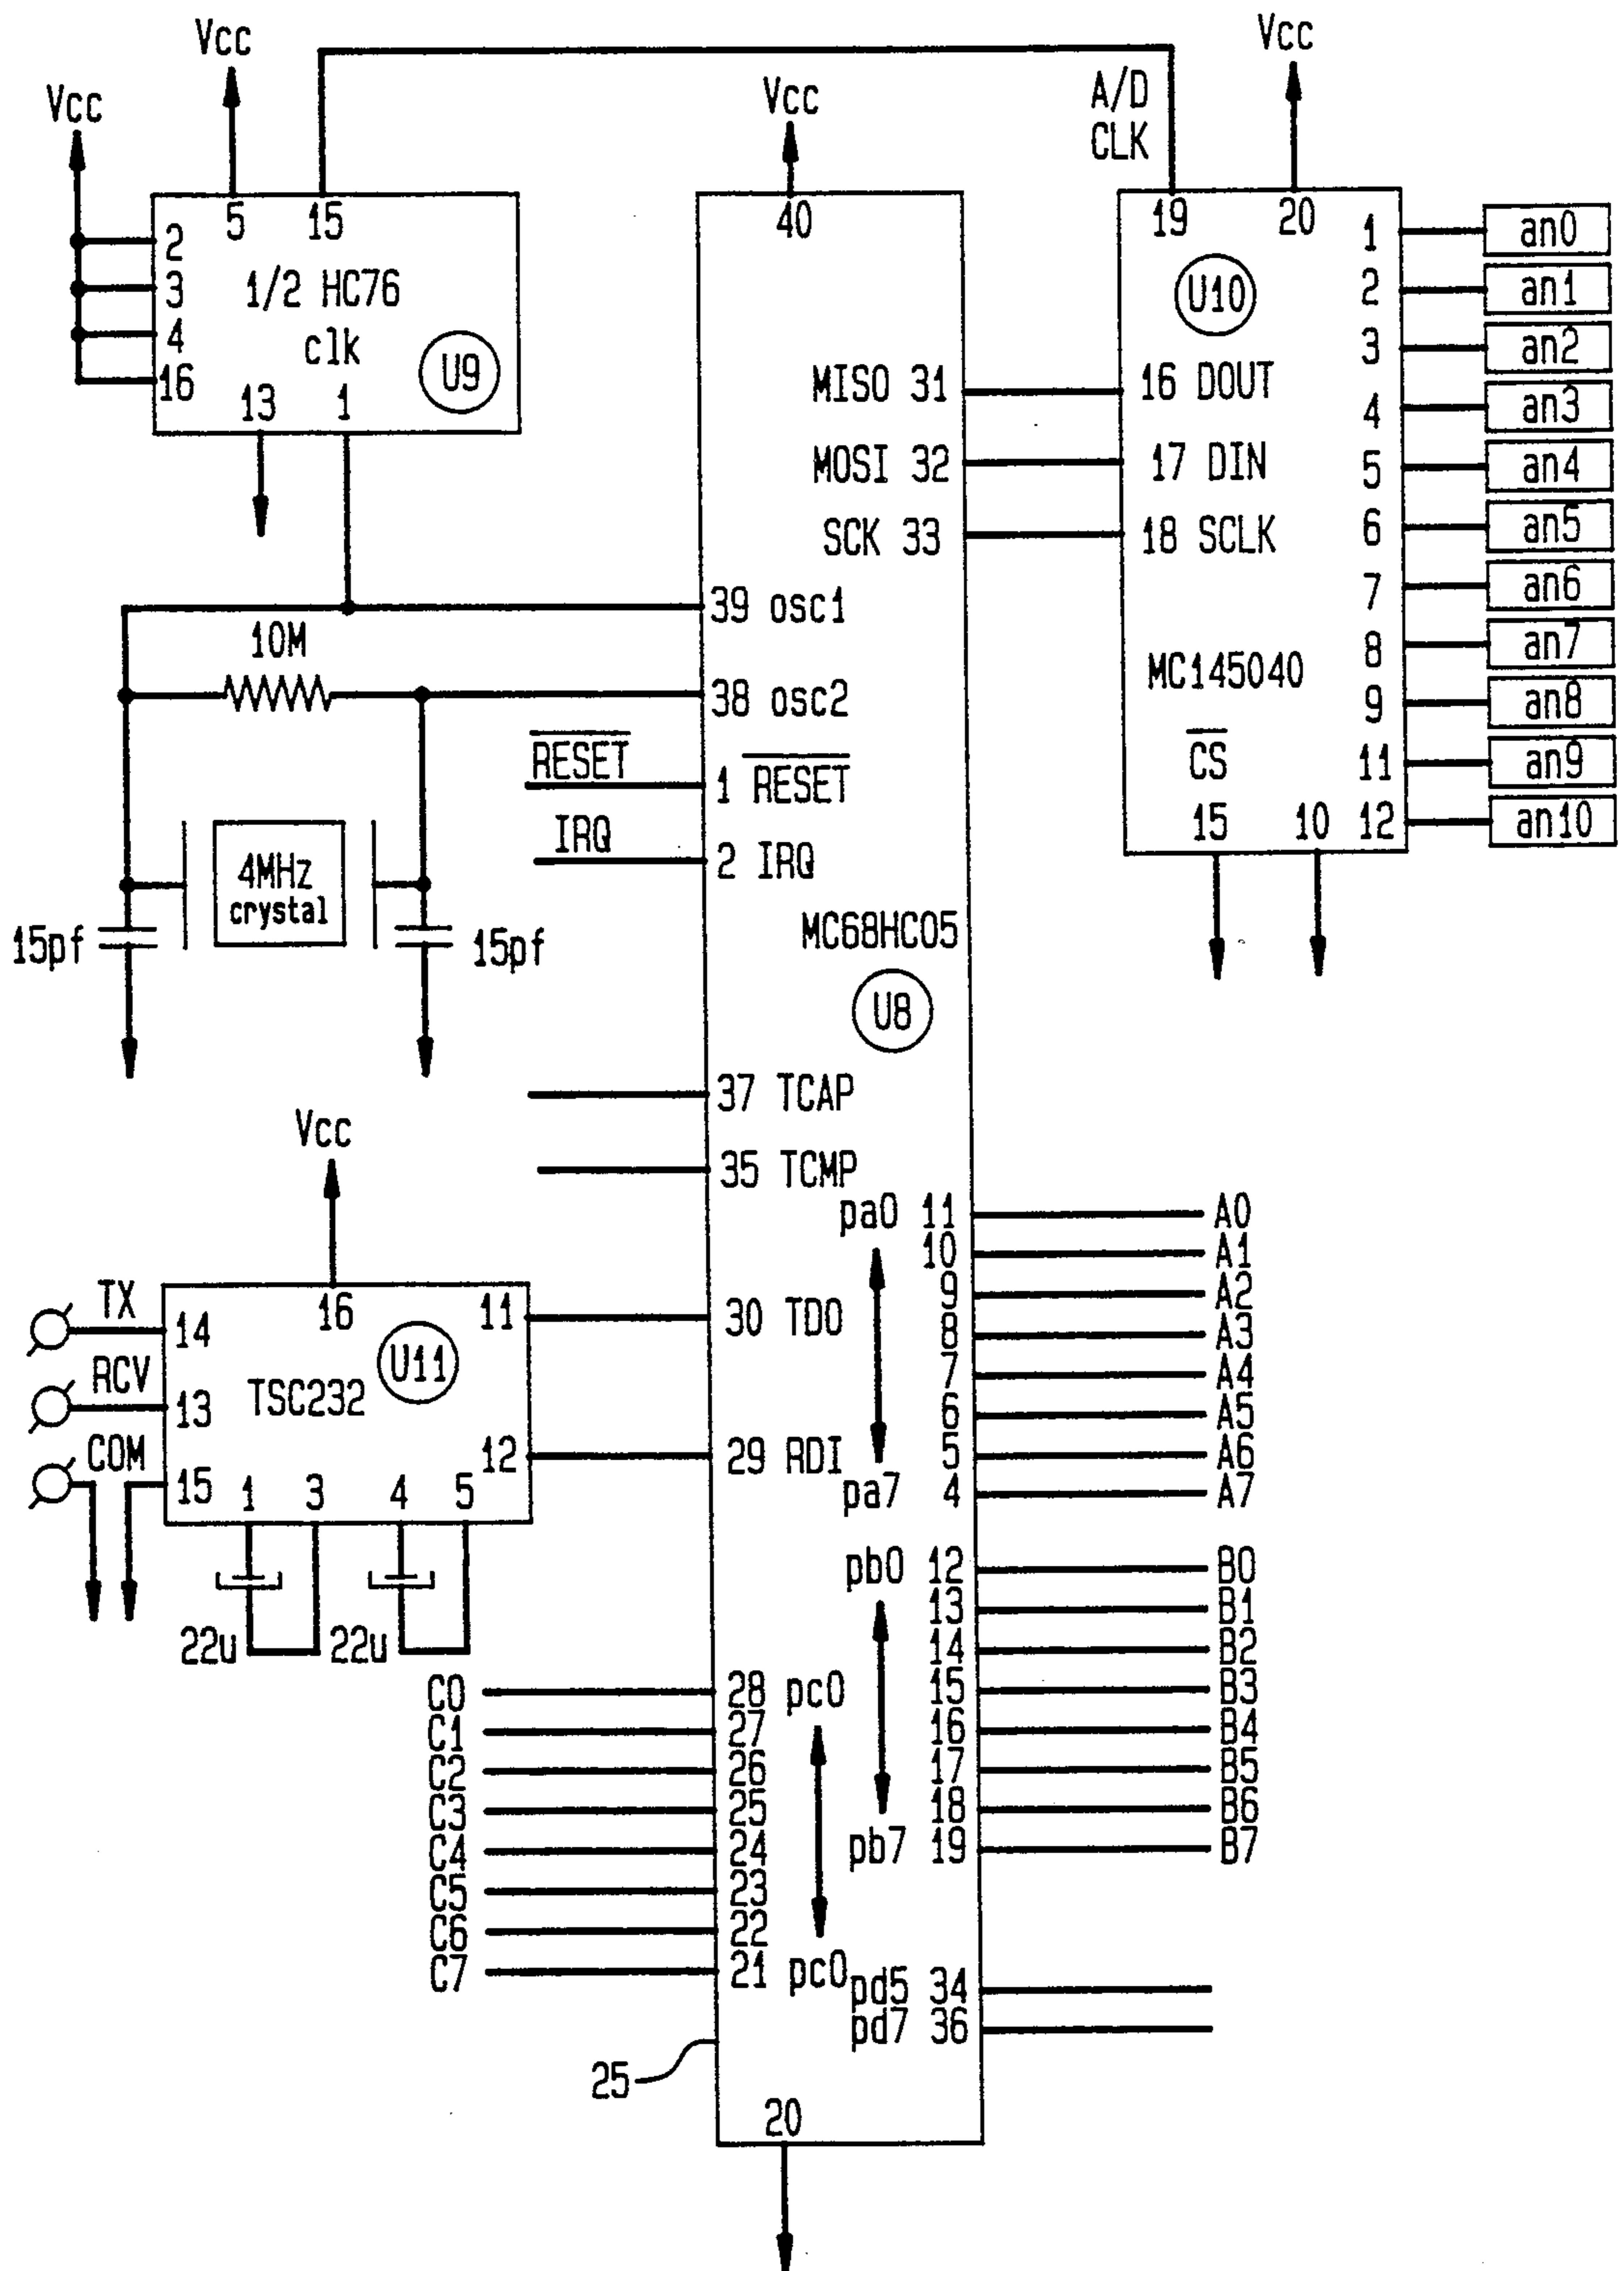 Vcc
Vcc
Vcc
Vcc
A/D
CLK
5 15
2
3
4
16
1/2 HC76
clk
U9
13 1
40
19 20
U10
1 an0
2 an1
3 an2
4 an3
5 an4
6 an5
7 an6
8 an7
9 an8
11 an9
12 an10
MISO 31
MOSI 32
SCK 33
16 DOUT
17 DIN
18 SCLK
MC145040
CS
15 10
39 osc1
10M
38 osc2
RESET
1 RESET
IRQ
2 IRQ
4MHz
crystal
15pf
15pf
MC68HC05
U8
37 TCAP
35 TCMP
Vcc
TX
RCV
COM
14
13
15
16
11
12
U11
TSC232
1 3 4 5
22u
22u
30 TDO
29 RDI
pa0 11 A0
10 A1
9 A2
8 A3
7 A4
6 A5
5 A6
pa7 4 A7
pb0 12 B0
13 B1
14 B2
15 B3
16 B4
17 B5
18 B6
pb7 19 B7
C0 28 pc0
C1 27
C2 26
C3 25
C4 24
C5 23
C6 22
C7 21 pc0
pd5 34
pd7 36
25
20